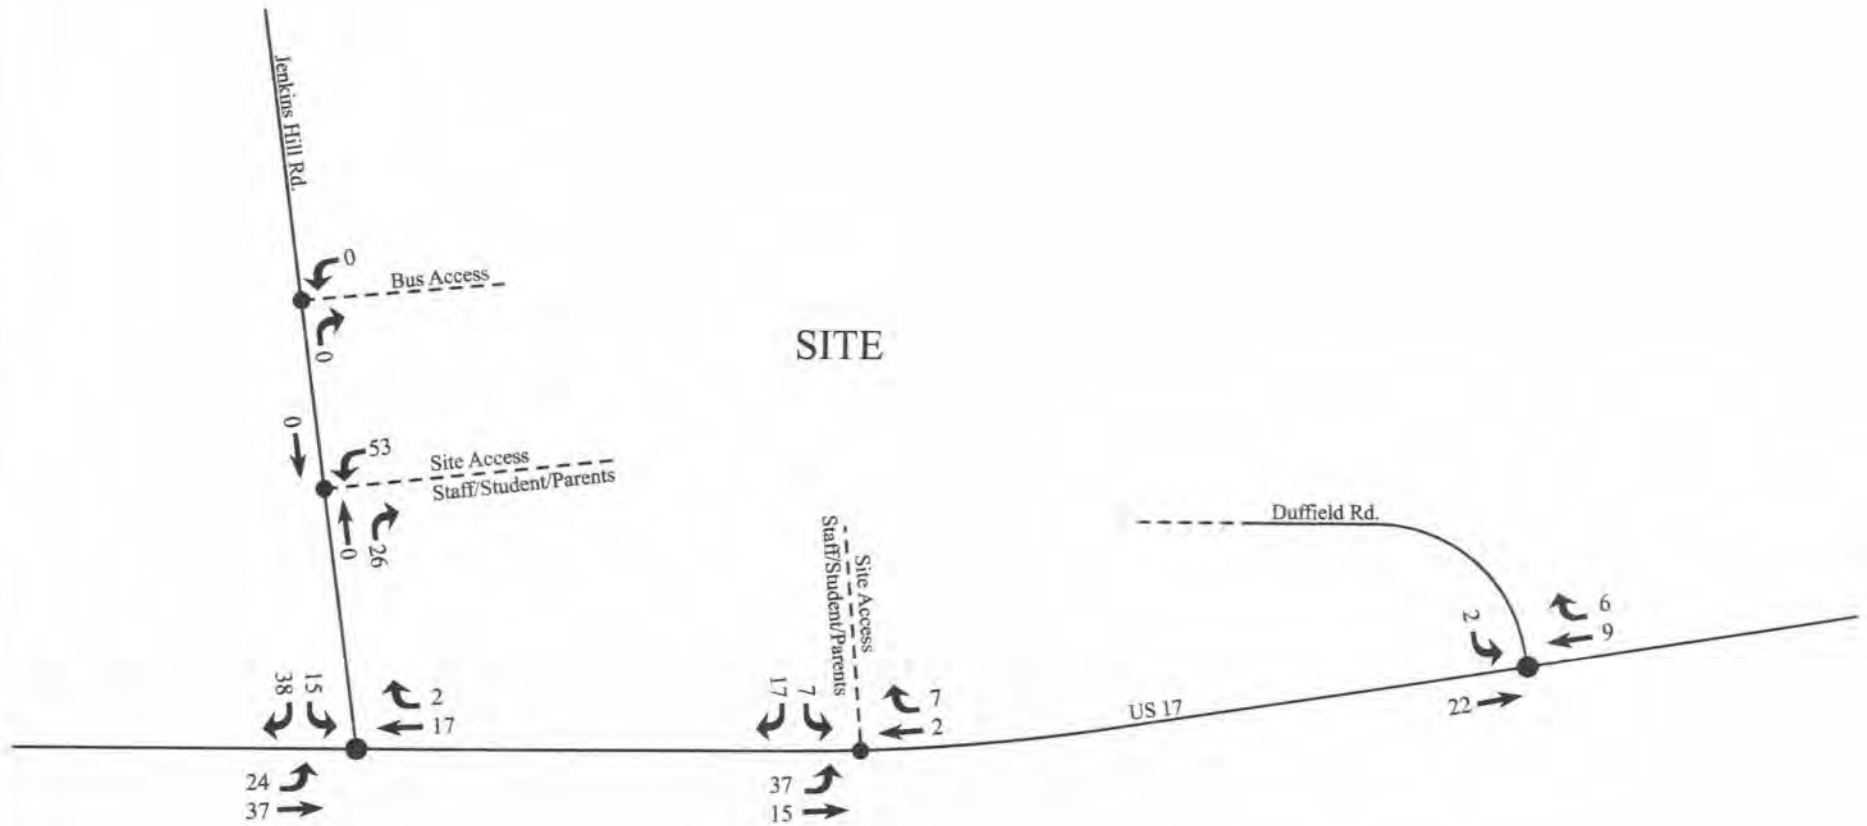 Jenkins Hill Rd.
0
Bus Access
0
SITE
0
53
Site Access
Staff/Student/Parents
0
26
Site Access
Staff/Student/Parents
Duffield Rd.
2
6
9
22
US 17
38
15
2
17
24
37
17
7
7
2
37
15